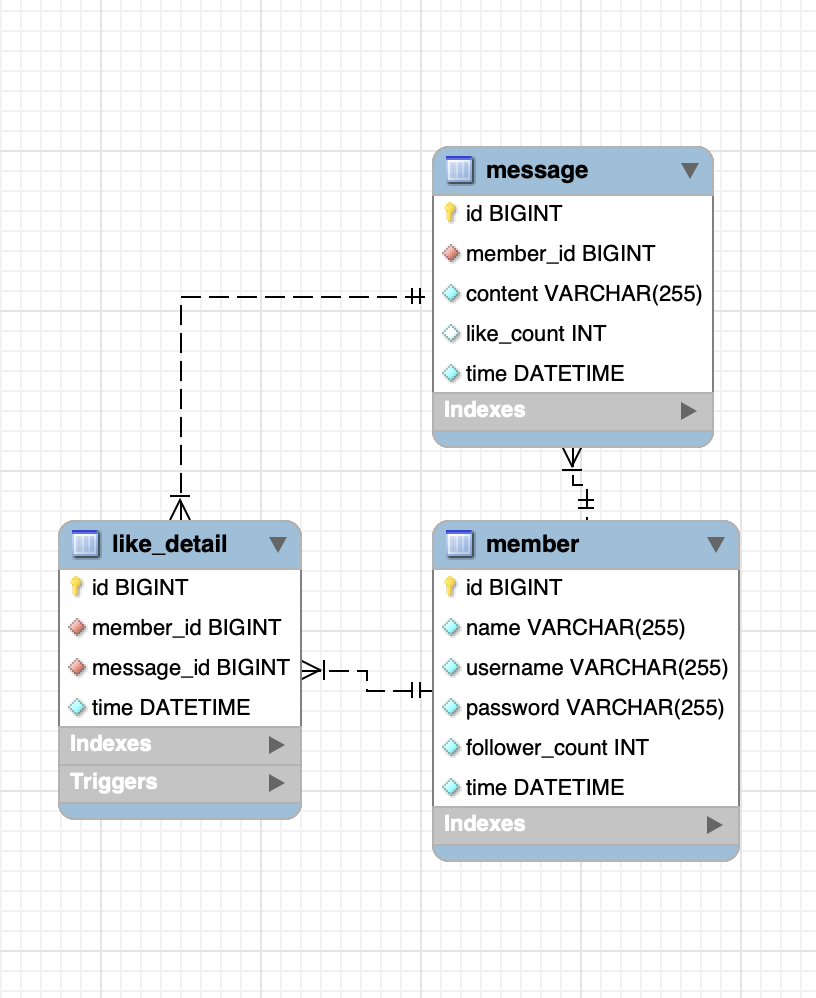 message
id BIGINT
member_id BIGINT
content VARCHAR(255)
like_count INT
time DATETIME
Indexes
like_detail
id BIGINT
member_id BIGINT
message_id BIGINT
time DATETIME
Indexes
Triggers
member
id BIGINT
name VARCHAR(255)
username VARCHAR(255)
password VARCHAR(255)
follower_count INT
time DATETIME
Indexes